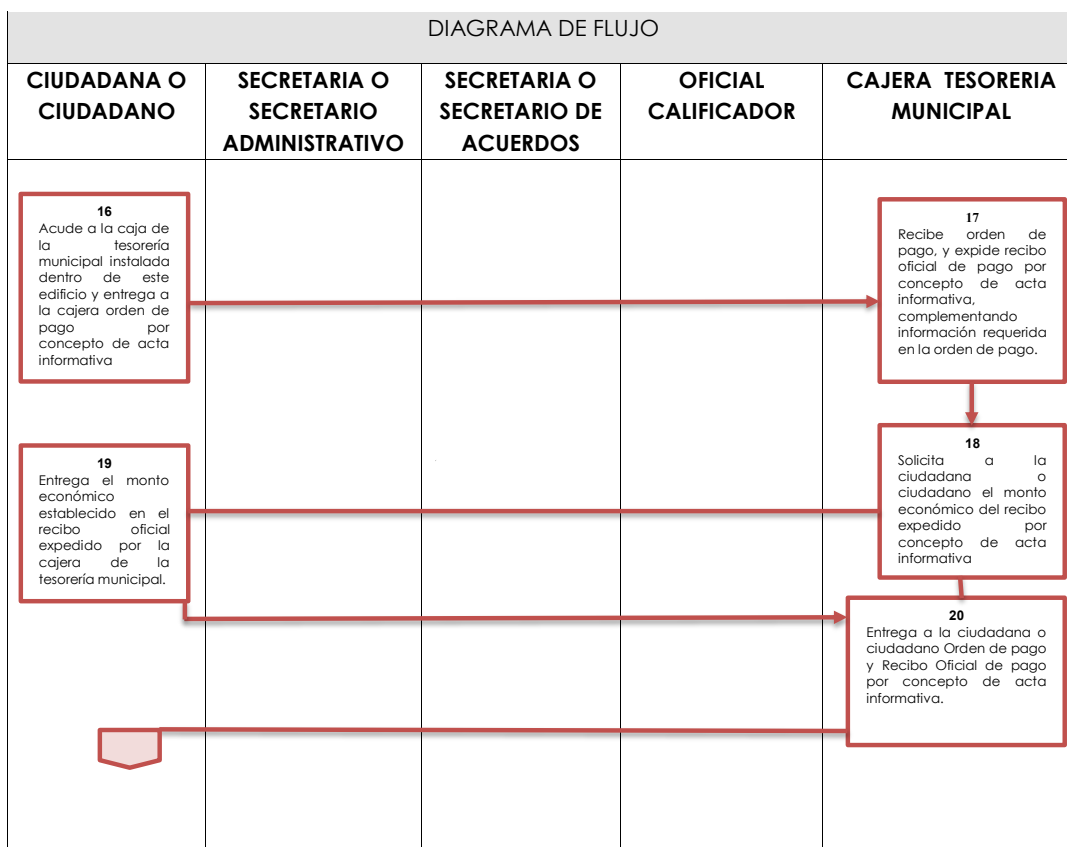 DIAGRAMA DE FLUJO
CIUDADANA O
CIUDADANO
SECRETARIA O
SECRETARIO
ADMINISTRATIVO
SECRETARIA O
SECRETARIO DE
ACUERDOS
OFICIAL
CALIFICADOR
CAJERA TESORERIA
MUNICIPAL
16
Acude a la caja de
la tesorería
municipal instalada
dentro de este
edificio y entrega a
la cajera orden de
pago por
concepto de acta
informativa
17
Recibe orden de
pago, y expide recibo
oficial de pago por
concepto de acta
informativa,
complementando
información requerida
en la orden de pago.
18
Solicita a la
ciudadana o
ciudadano el monto
económico del recibo
expedido por
concepto de acta
informativa
19
Entrega el monto
económico
establecido en el
recibo oficial
expedido por la
cajera de la
tesorería municipal.
20
Entrega a la ciudadana o
ciudadano Orden de pago
y Recibo Oficial de pago
por concepto de acta
informativa.